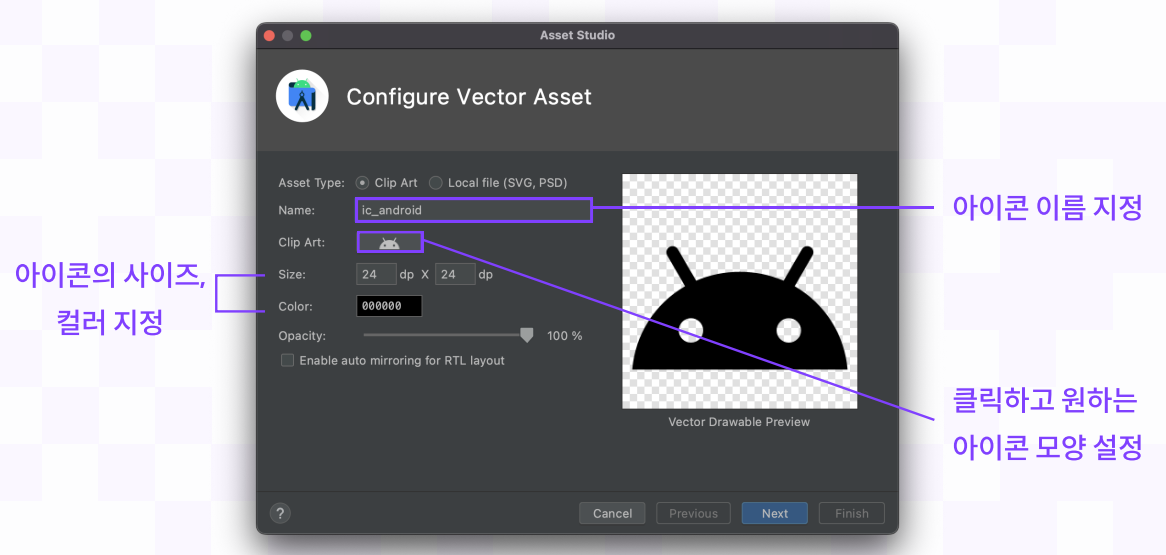 Asset Studio
Configure Vector Asset
Asset Type: Clip Art Local file (SVG, PSD)
Name: ic_android
Clip Art:
Size: 24 dp X 24 dp
Color: 000000
Opacity: 100 %
Enable auto mirroring for RTL layout
Vector Drawable Preview
? Cancel Previous Next Finish
아이콘의 사이즈,
컬러 지정
아이콘 이름 지정
클릭하고 원하는
아이콘 모양 설정